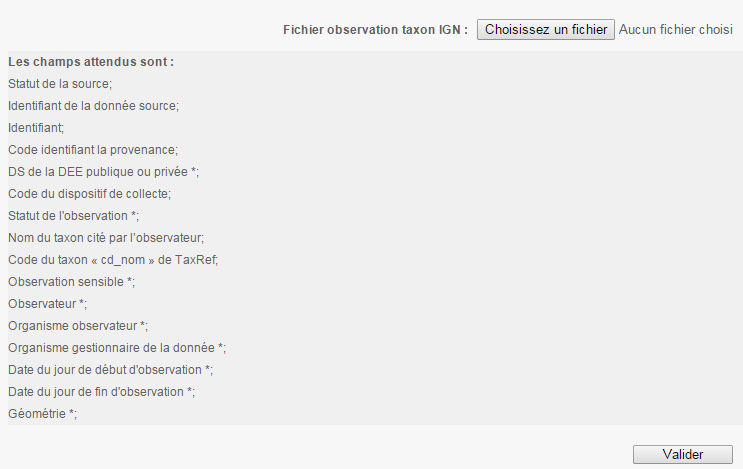 Fichier observation taxon IGN : Choisissez un fichier Aucun fichier choisi
Les champs attendus sont :
Statut de la source;
Identifiant de la donnée source;
Identifiant;
Code identifiant la provenance;
DS de la DEE publique ou privée *;
Code du dispositif de collecte;
Statut de l'observation *;
Nom du taxon cité par l'observateur;
Code du taxon « cd_nom » de TaxRef;
Observation sensible *;
Observateur *;
Organisme observateur *;
Organisme gestionnaire de la donnée *;
Date du jour de début d'observation *;
Date du jour de fin d'observation *;
Géométrie *;
Valider